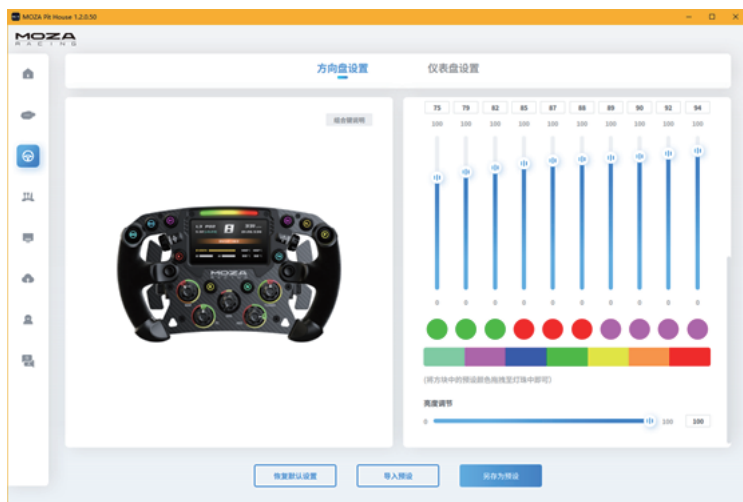 MOZA Pit House 1.2.0.50
MOZA
RACING
方向盘设置 仪表盘设置
组合键说明
75 79 82 85 87 88 89 90 92 94
100 100 100 100 100 100 100 100 100 100
MOZA
0 0 0 0 0 0 0 0 0 0
(将方块中的预设颜色拖拽至灯珠中即可)
亮度调节
0 100 100
恢复默认设置 导入预设 另存为预设